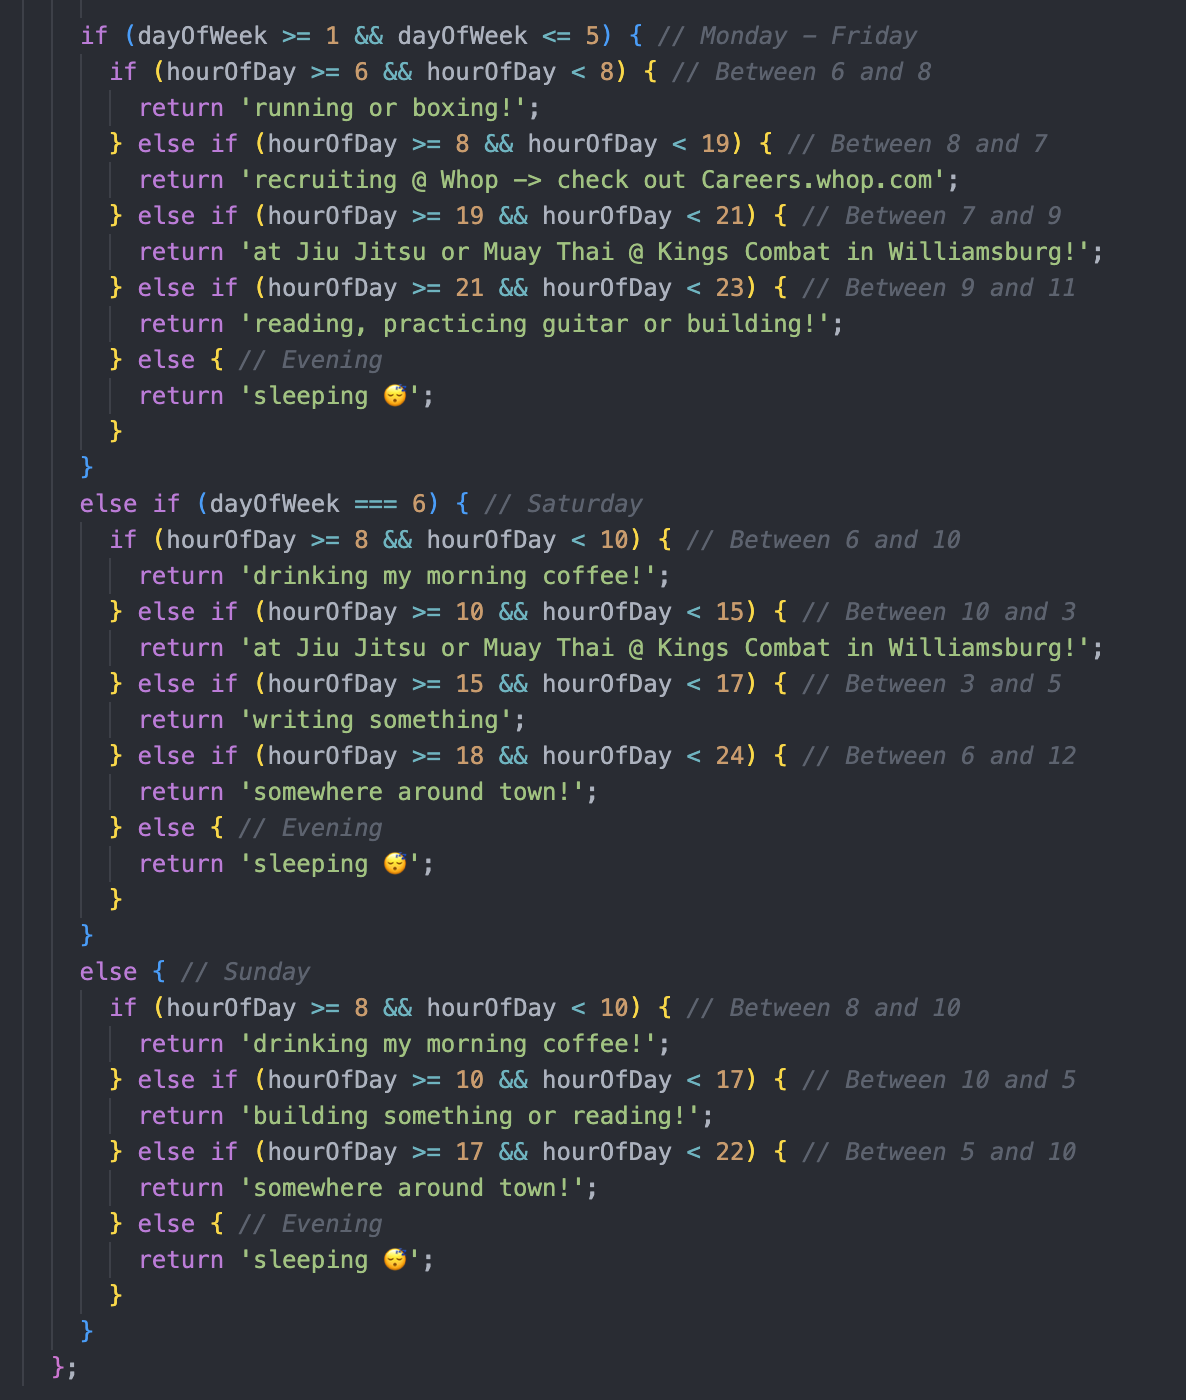 if (dayOfWeek >= 1 && dayOfWeek <= 5) { // Monday – Friday
if (hourOfDay >= 6 && hourOfDay < 8) { // Between 6 and 8
return 'running or boxing!';
} else if (hourOfDay >= 8 && hourOfDay < 19) { // Between 8 and 7
return 'recruiting @ Whop -> check out Careers.whop.com';
} else if (hourOfDay >= 19 && hourOfDay < 21) { // Between 7 and 9
return 'at Jiu Jitsu or Muay Thai @ Kings Combat in Williamsburg!';
} else if (hourOfDay >= 21 && hourOfDay < 23) { // Between 9 and 11
return 'reading, practicing guitar or building!';
} else { // Evening
return 'sleeping 😴';
}
}
else if (dayOfWeek === 6) { // Saturday
if (hourOfDay >= 8 && hourOfDay < 10) { // Between 6 and 10
return 'drinking my morning coffee!';
} else if (hourOfDay >= 10 && hourOfDay < 15) { // Between 10 and 3
return 'at Jiu Jitsu or Muay Thai @ Kings Combat in Williamsburg!';
} else if (hourOfDay >= 15 && hourOfDay < 17) { // Between 3 and 5
return 'writing something';
} else if (hourOfDay >= 18 && hourOfDay < 24) { // Between 6 and 12
return 'somewhere around town!';
} else { // Evening
return 'sleeping 😴';
}
}
else { // Sunday
if (hourOfDay >= 8 && hourOfDay < 10) { // Between 8 and 10
return 'drinking my morning coffee!';
} else if (hourOfDay >= 10 && hourOfDay < 17) { // Between 10 and 5
return 'building something or reading!';
} else if (hourOfDay >= 17 && hourOfDay < 22) { // Between 5 and 10
return 'somewhere around town!';
} else { // Evening
return 'sleeping 😴';
}
}
};